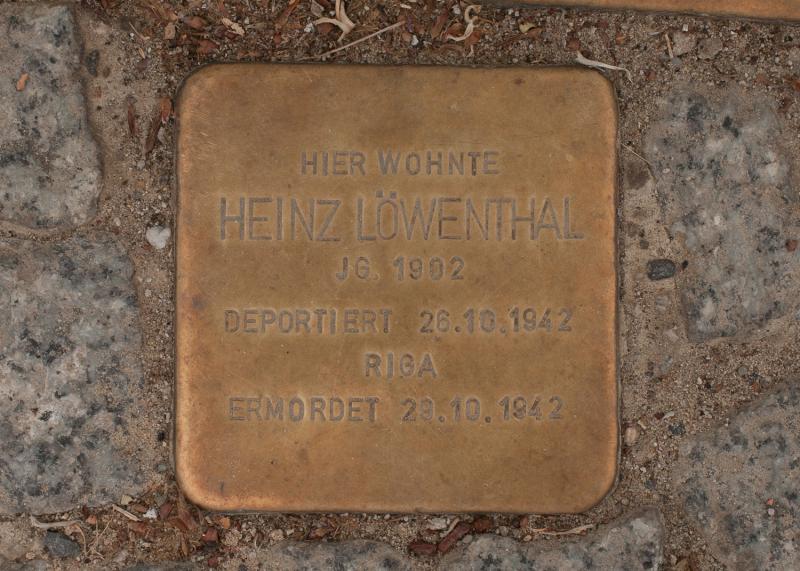 HIER WOHNTE
HEINZ LÖWENTHAL
JG. 1902
DEPORTIERT 26.10.1942
RIGA
ERMORDET 29.10.1942